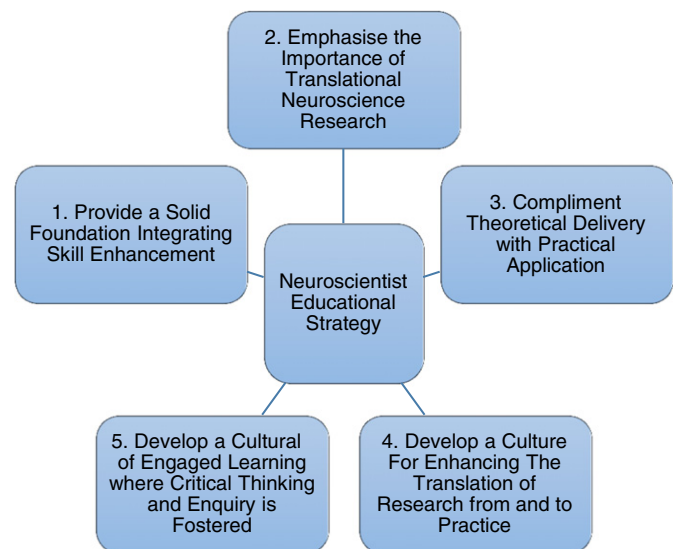 2. Emphasise the
Importance of
Translational
Neuroscience
Research
1. Provide a Solid
Foundation Integrating
Skill Enhancement
3. Compliment
Theoretical Delivery
with Practical
Application
Neuroscientist
Educational
Strategy
5. Develop a Cultural
of Engaged Learning
where Critical Thinking
and Enquiry is
Fostered
4. Develop a Culture
For Enhancing The
Translation of
Research from and to
Practice